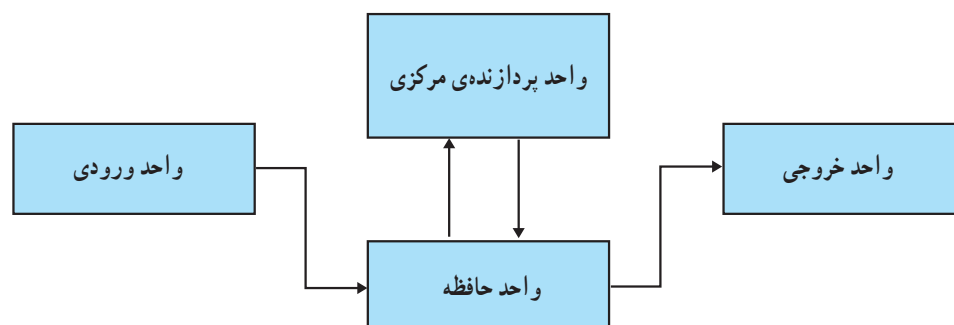 واحد پردازنده‌ی مرکزی
واحد ورودی
واحد خروجی
واحد حافظه